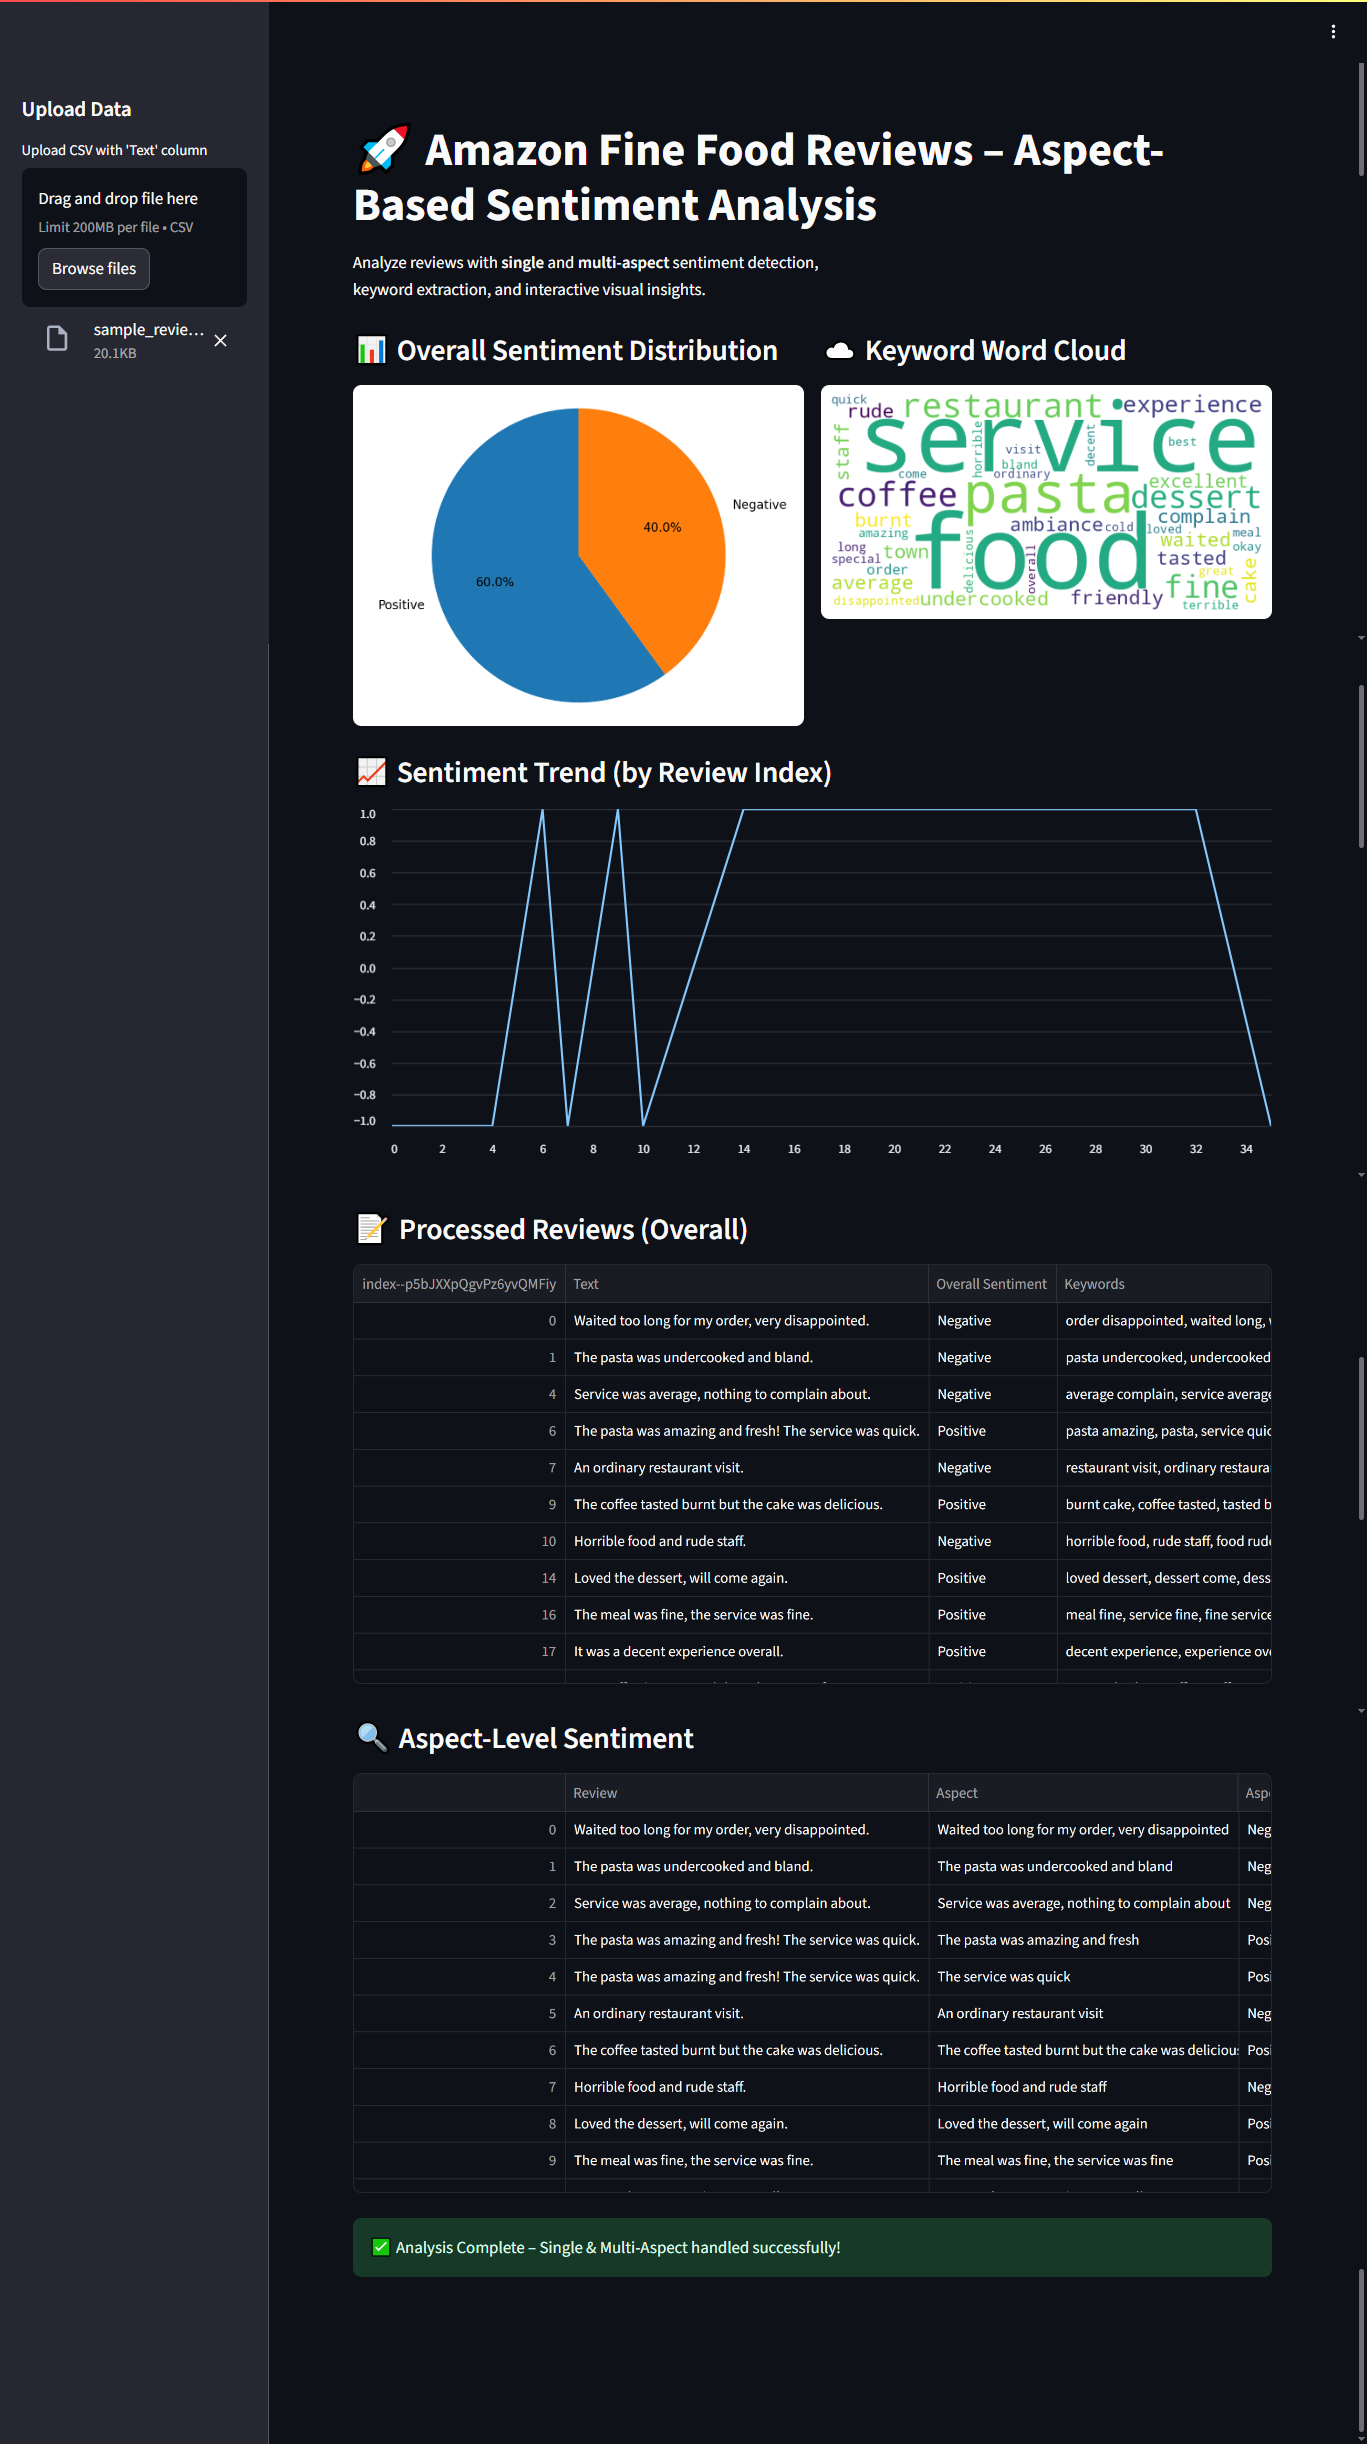 Upload Data
Upload CSV with 'Text' column
Drag and drop file here
Limit 200MB per file • CSV
Browse files
sample_revie...
20.1KB
Amazon Fine Food Reviews – Aspect-
Based Sentiment Analysis
Analyze reviews with single and multi-aspect sentiment detection,
keyword extraction, and interactive visual insights.
Overall Sentiment Distribution
Negative
40.0%
60.0%
Positive
Keyword Word Cloud
quick
rude
restaurant
experience
staff
service
horrible
visit
decent
best
bland
come
ordinary
excellent
coffee
pasta
dessert
burnt
ambiance
cold
complain
amazing
loved
meal
long
town
food
waited
okay
special
delicious
overall
tasted
order
great
cake
average
fine
disappointed
undercooked
friendly
terrible
Sentiment Trend (by Review Index)
1.0
0.8
0.6
0.4
0.2
0.0
−0.2
−0.4
−0.6
−0.8
−1.0
0 2 4 6 8 10 12 14 16 18 20 22 24 26 28 30 32 34
Processed Reviews (Overall)
index--p5bJXXpQgvPz6yvQMFiy Text Overall Sentiment Keywords
0 Waited too long for my order, very disappointed. Negative order disappointed, waited long,
1 The pasta was undercooked and bland. Negative pasta undercooked, undercooked
4 Service was average, nothing to complain about. Negative average complain, service average
6 The pasta was amazing and fresh! The service was quick. Positive pasta amazing, pasta, service quic
7 An ordinary restaurant visit. Negative restaurant visit, ordinary restaura
9 The coffee tasted burnt but the cake was delicious. Positive burnt cake, coffee tasted, tasted b
10 Horrible food and rude staff. Negative horrible food, rude staff, food rude
14 Loved the dessert, will come again. Positive loved dessert, dessert come, dess
16 The meal was fine, the service was fine. Positive meal fine, service fine, fine service
17 It was a decent experience overall. Positive decent experience, experience ove
Aspect-Level Sentiment
Review Aspect Aspe
0 Waited too long for my order, very disappointed. Waited too long for my order, very disappointed Neg
1 The pasta was undercooked and bland. The pasta was undercooked and bland Neg
2 Service was average, nothing to complain about. Service was average, nothing to complain about Neg
3 The pasta was amazing and fresh! The service was quick. The pasta was amazing and fresh Posi
4 The pasta was amazing and fresh! The service was quick. The service was quick Posi
5 An ordinary restaurant visit. An ordinary restaurant visit Neg
6 The coffee tasted burnt but the cake was delicious. The coffee tasted burnt but the cake was delicious Posi
7 Horrible food and rude staff. Horrible food and rude staff Neg
8 Loved the dessert, will come again. Loved the dessert, will come again Posi
9 The meal was fine, the service was fine. The meal was fine, the service was fine Posi
Analysis Complete – Single & Multi-Aspect handled successfully!